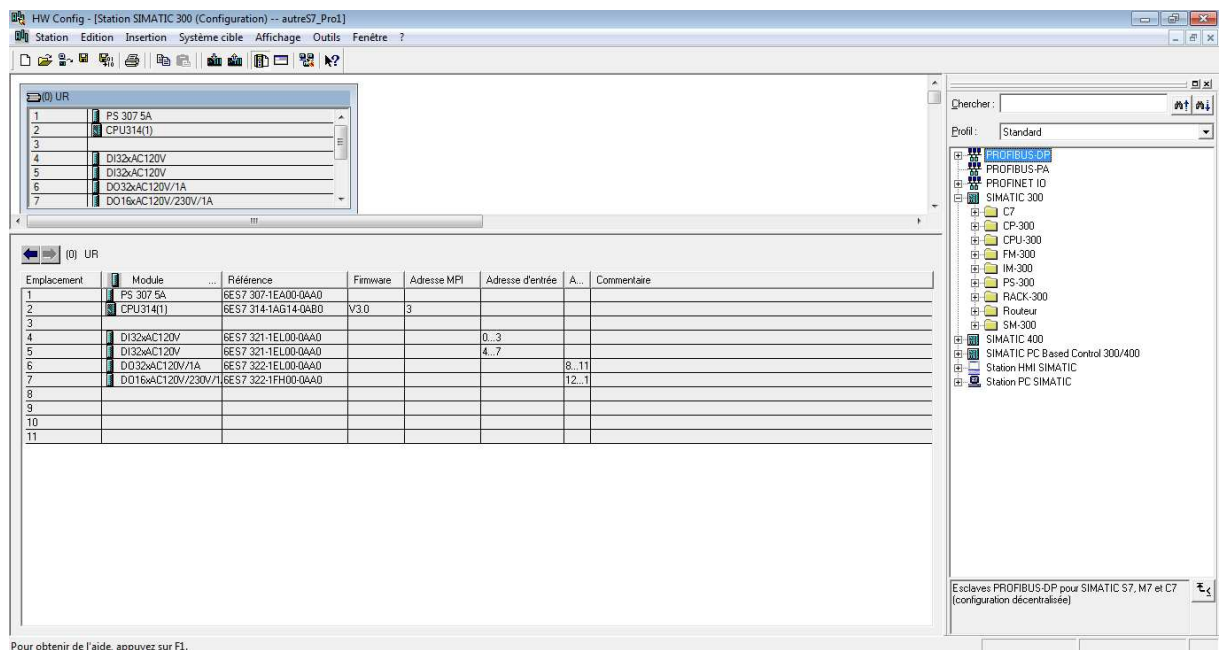 HW Config - [Station SIMATIC 300 (Configuration) -- autreS7_Pro1]
Station Edition Insertion Système cible Affichage Outils Fenêtre ?
(0) UR
1 PS 307 5A
2 CPU314(1)
3
4 DI32xAC120V
5 DI32xAC120V
6 DO32xAC120V/1A
7 DO16xAC120V/230V/1A
(0) UR
Emplacement Module ... Référence Firmware Adresse MPI Adresse d'entrée A... Commentaire
1 PS 307 5A 6ES7 307-1EA00-0AA0
2 CPU314(1) 6ES7 314-1AG14-0AB0 V3.0 3
3
4 DI32xAC120V 6ES7 321-1EL00-0AA0 0...3
5 DI32xAC120V 6ES7 321-1EL00-0AA0 4...7
6 DO32xAC120V/1A 6ES7 322-1EL00-0AA0 8...11
7 DO16xAC120V/230V/1 6ES7 322-1FH00-0AA0 12...1
8
9
10
11
Chercher :
Profil : Standard
PROFIBUS-DP
PROFIBUS-PA
PROFINET IO
SIMATIC 300
C7
CP-300
CPU-300
FM-300
IM-300
PS-300
RACK-300
Routeur
SM-300
SIMATIC 400
SIMATIC PC Based Control 300/400
Station HMI SIMATIC
Station PC SIMATIC
Esclaves PROFIBUS-DP pour SIMATIC S7, M7 et C7
(configuration décentralisée)
Pour obtenir de l'aide, appuyez sur F1.